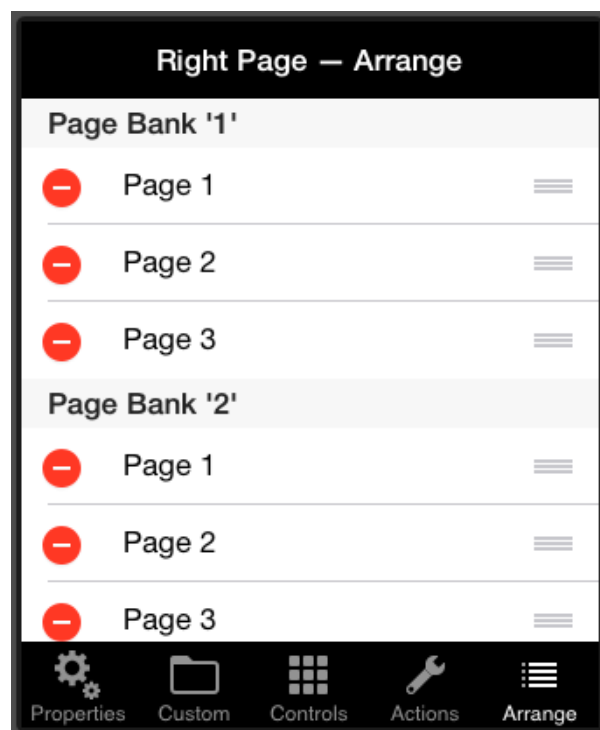 Right Page — Arrange
Page Bank '1'
Page 1
Page 2
Page 3
Page Bank '2'
Page 1
Page 2
Page 3
Properties Custom Controls Actions Arrange